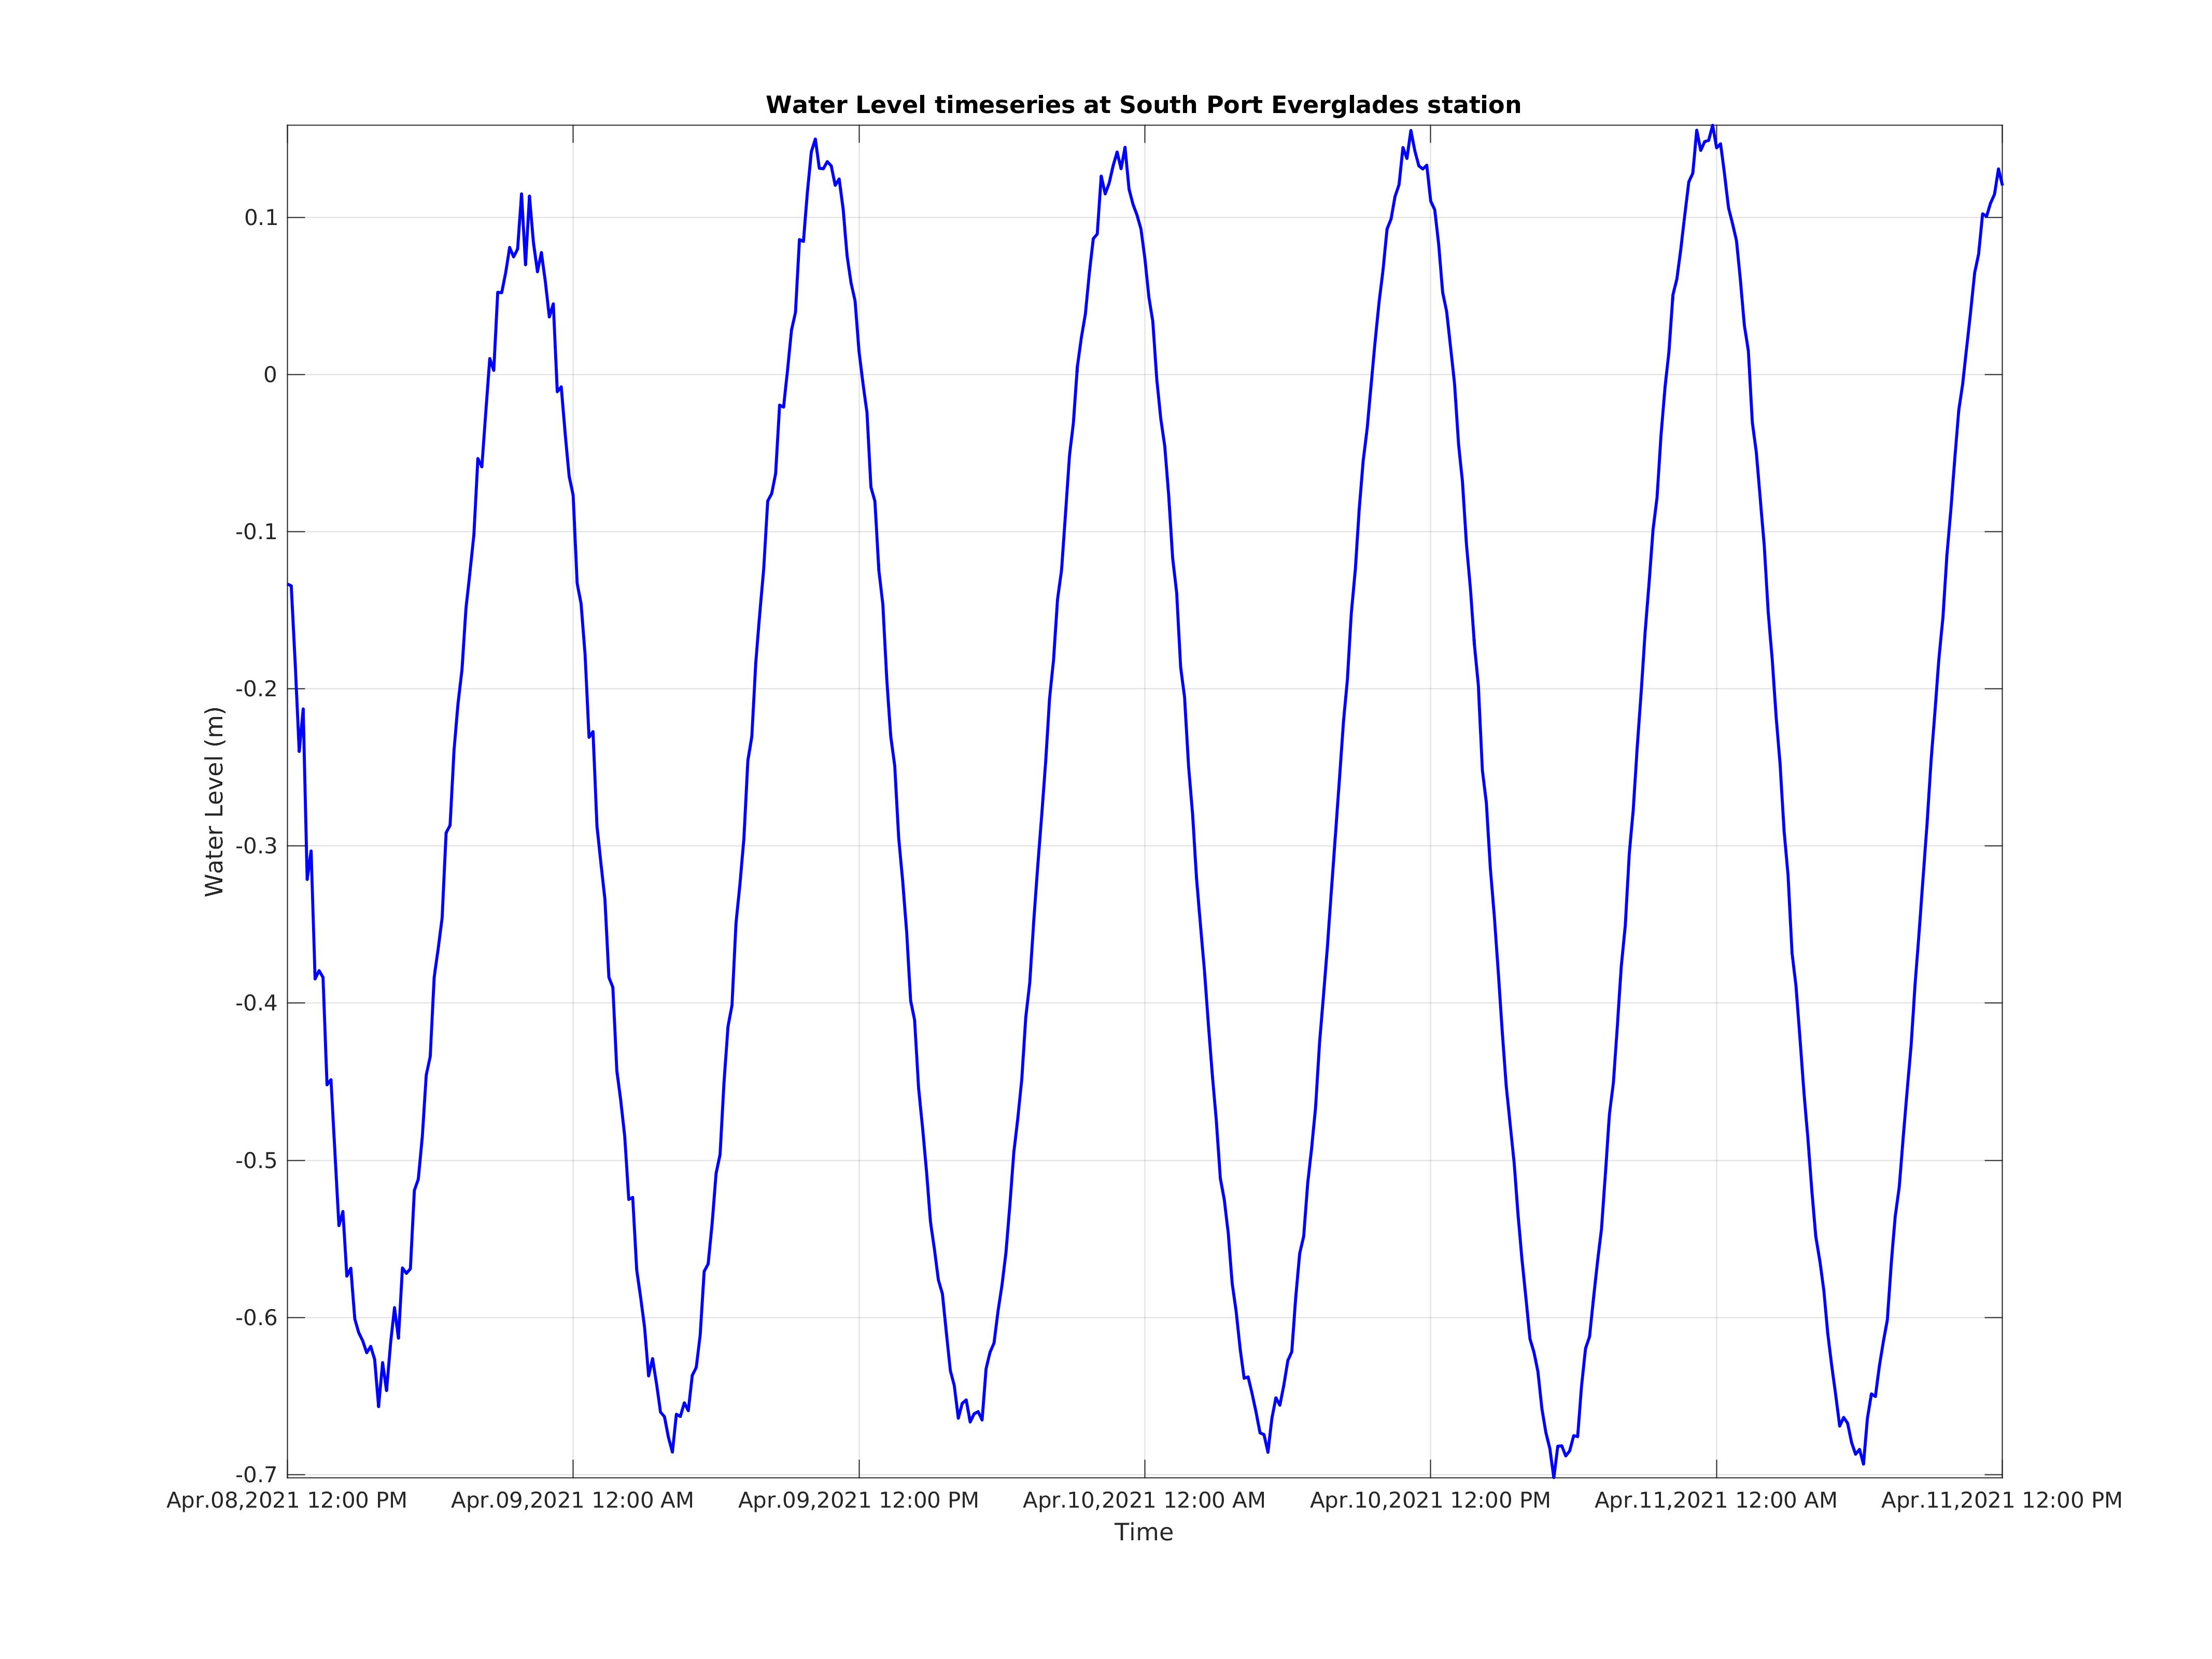 Water Level timeseries at South Port Everglades station
Water Level (m)
0.1
0
-0.1
-0.2
-0.3
-0.4
-0.5
-0.6
-0.7
Apr.08,2021 12:00 PM Apr.09,2021 12:00 AM Apr.09,2021 12:00 PM Apr.10,2021 12:00 AM Apr.10,2021 12:00 PM Apr.11,2021 12:00 AM Apr.11,2021 12:00 PM
Time